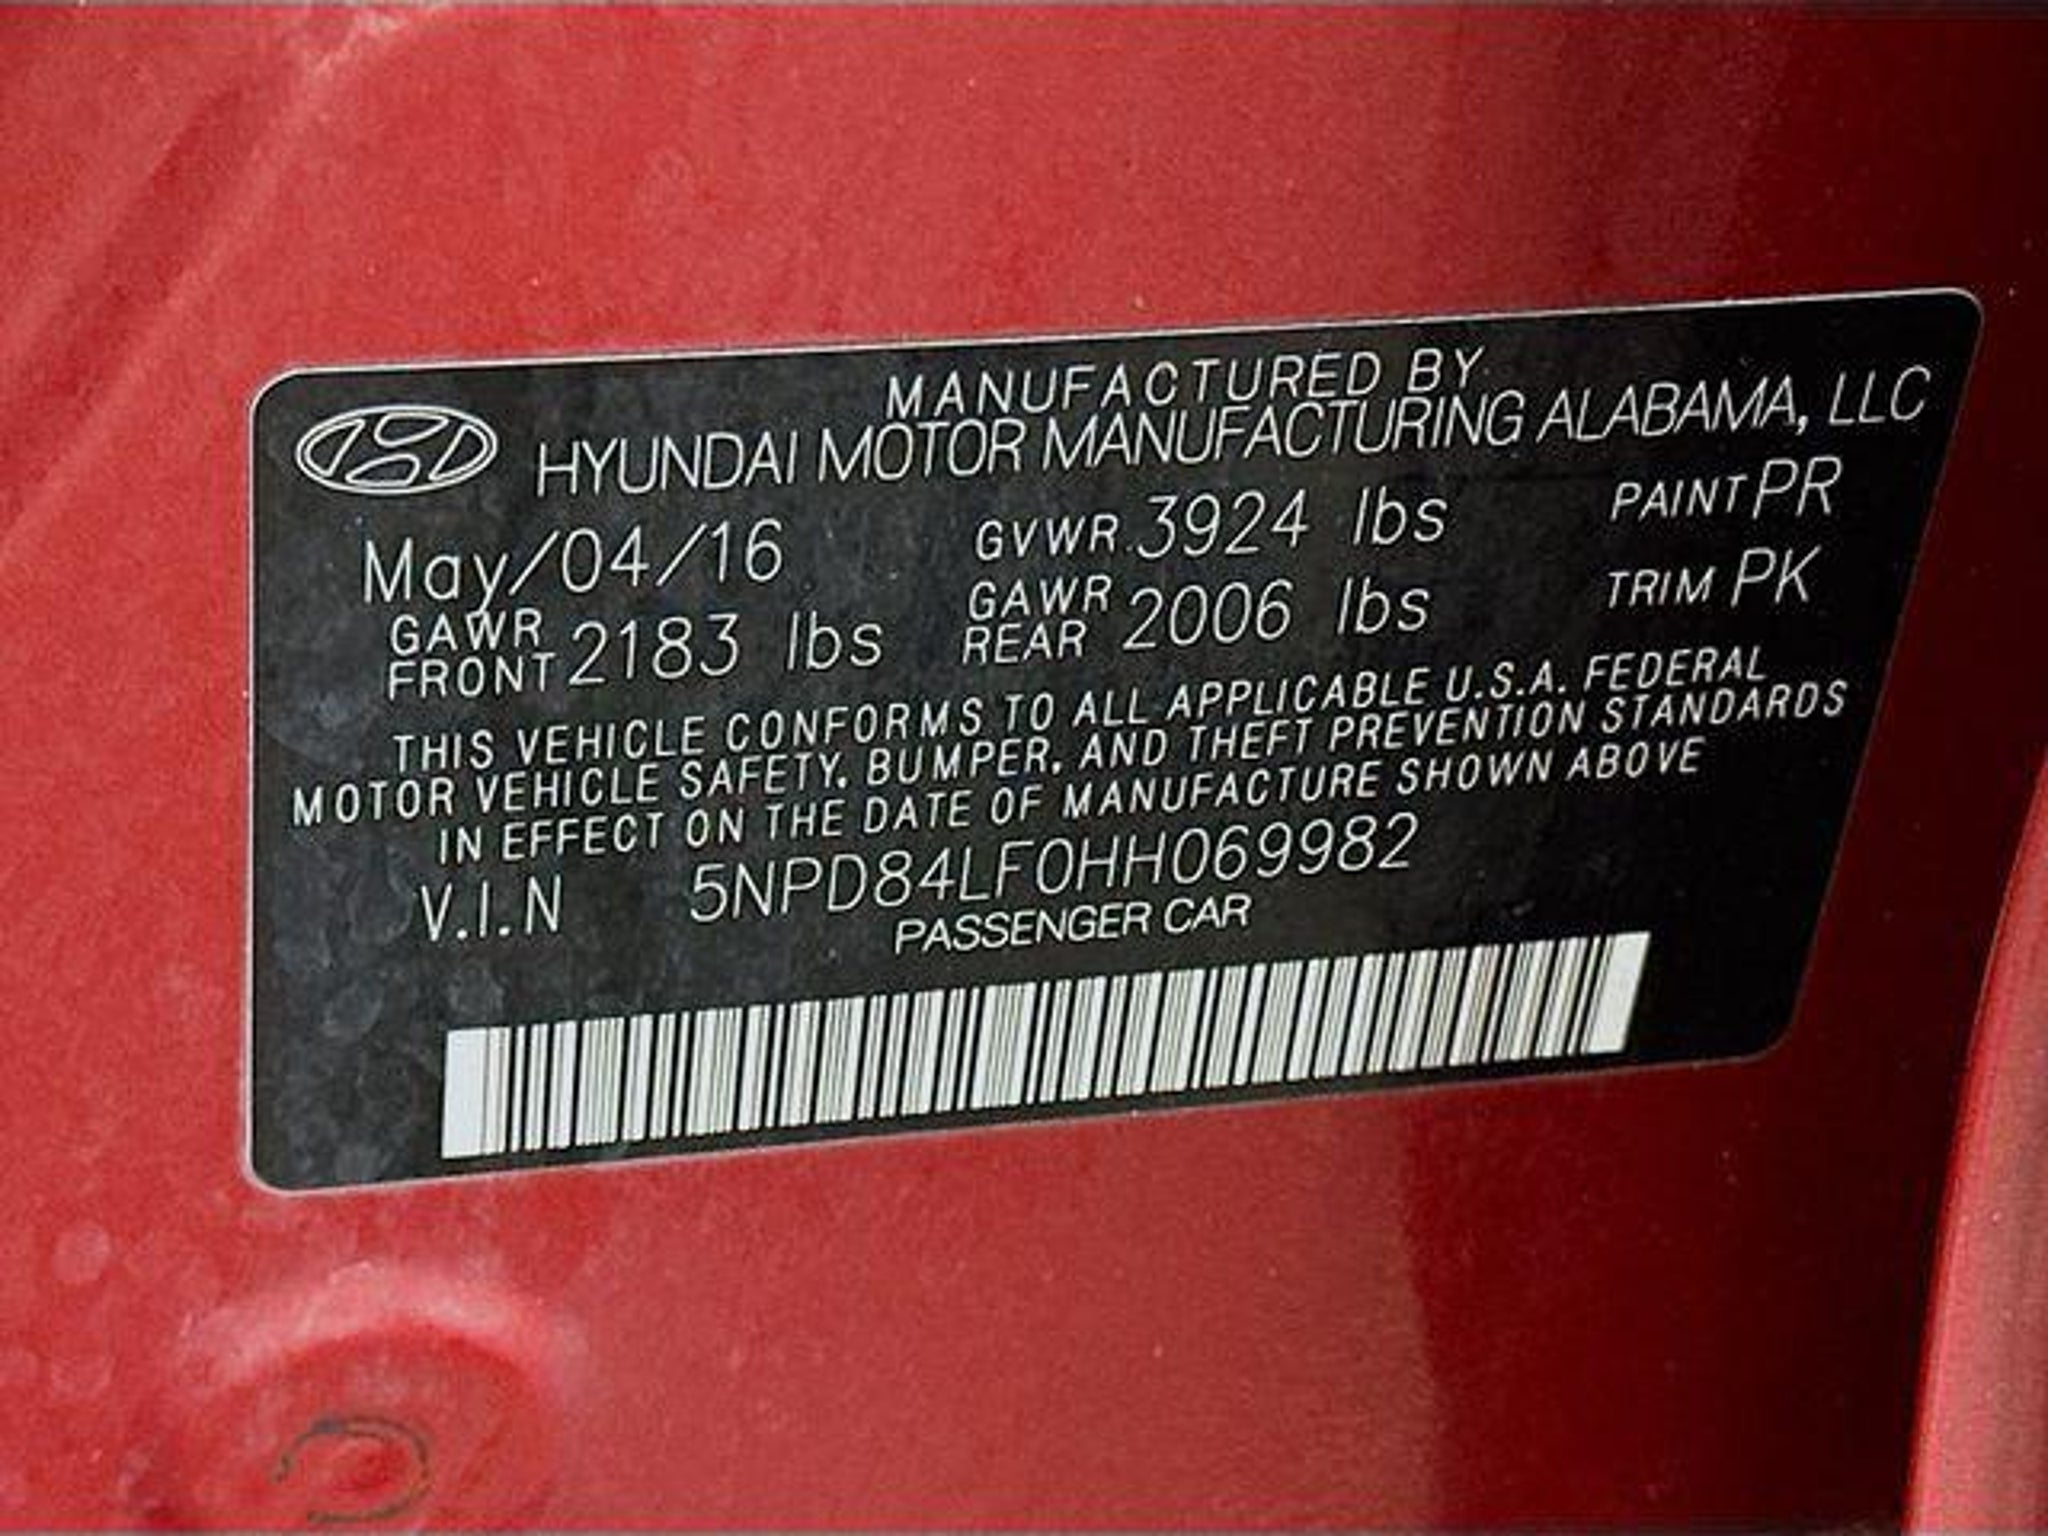 MANUFACTURED BY
HYUNDAI MOTOR MANUFACTURING ALABAMA, LLC
May/04/16 GVWR 3924 lbs PAINT PR
GAWR FRONT 2183 lbs GAWR REAR 2006 lbs TRIM PK
THIS VEHICLE CONFORMS TO ALL APPLICABLE U.S.A. FEDERAL
MOTOR VEHICLE SAFETY, BUMPER, AND THEFT PREVENTION STANDARDS
IN EFFECT ON THE DATE OF MANUFACTURE SHOWN ABOVE
V.I.N 5NPD84LF0HH069982
PASSENGER CAR